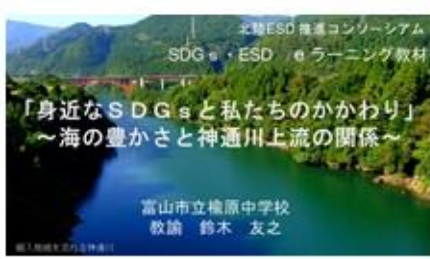 北陸ESD推進コンソーシアム
SDGs・ESD eラーニング教材
「身近なSDGsと私たちのかかわり」
～海の豊かさと神通川上流の関係～
富山市立楡原中学校
教諭 鈴木 友之